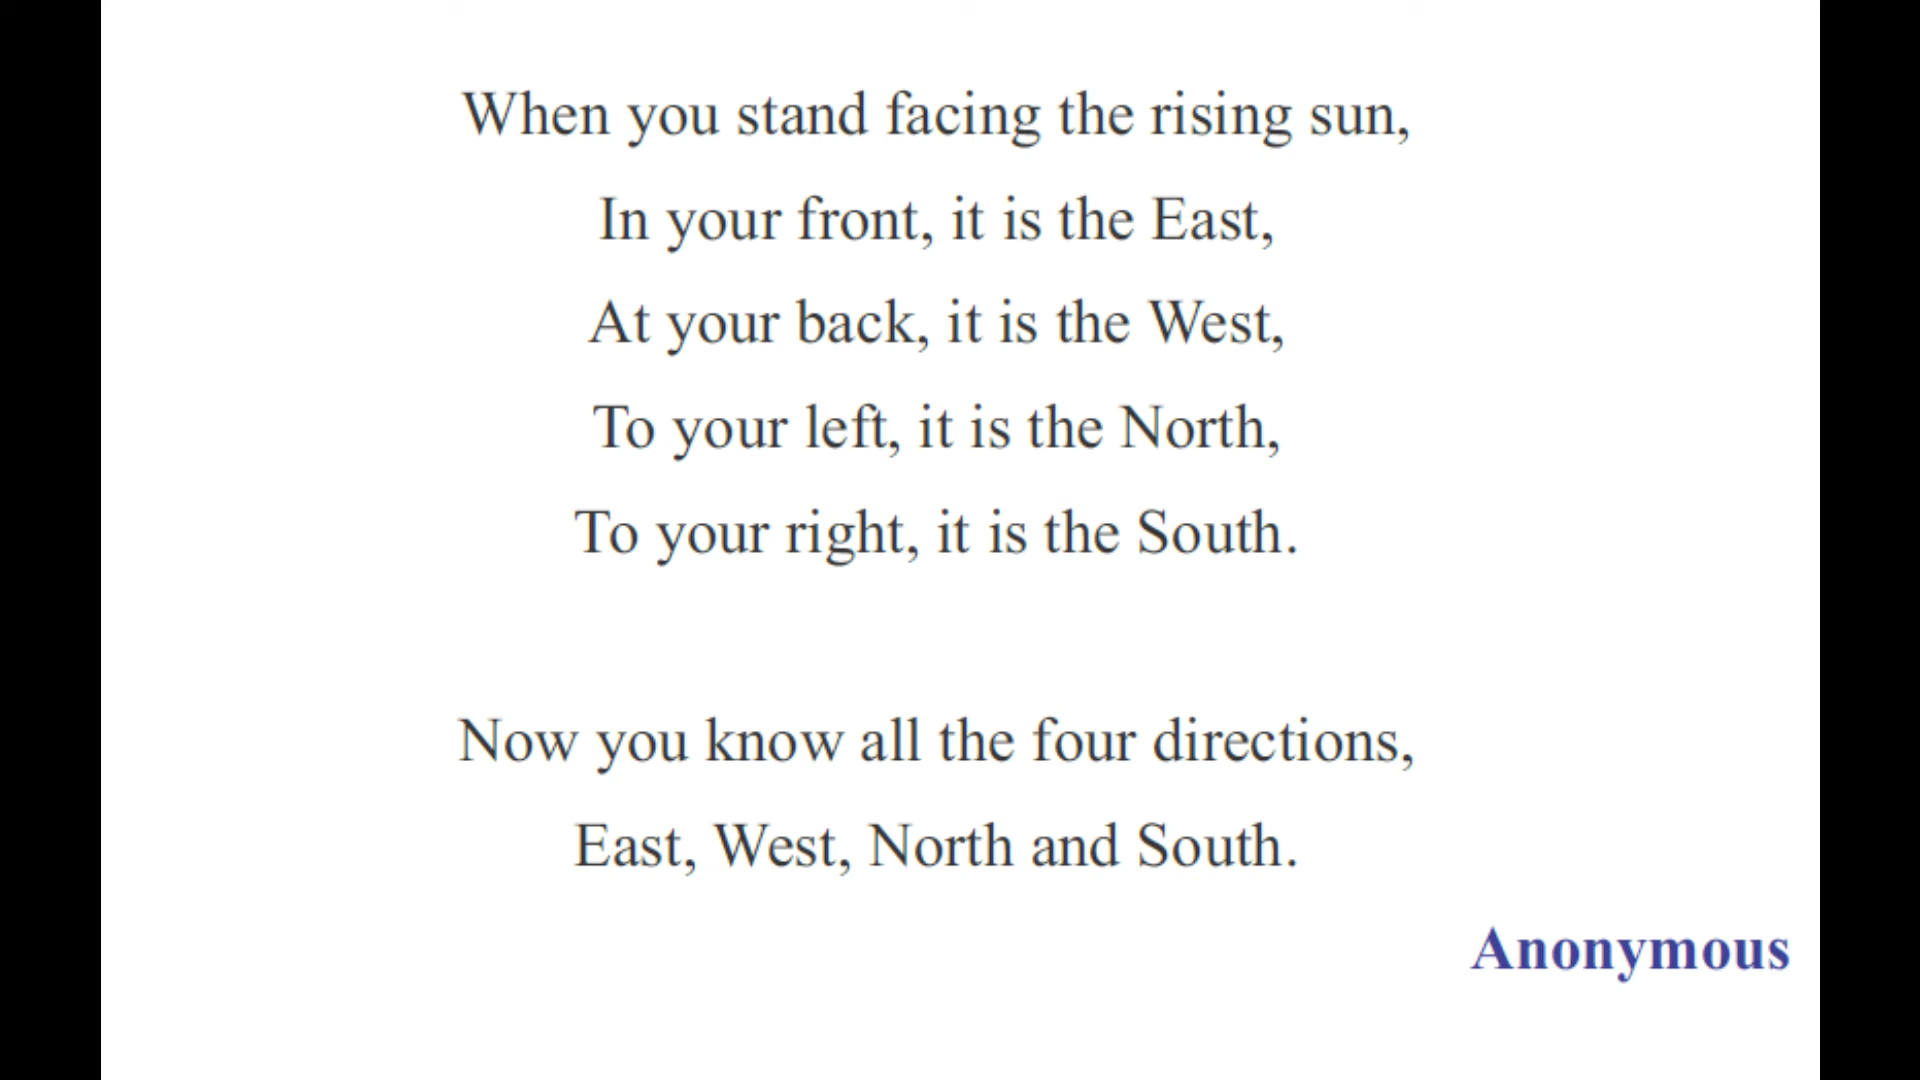 When you stand facing the rising sun,
In your front, it is the East,
At your back, it is the West,
To your left, it is the North,
To your right, it is the South.
Now you know all the four directions,
East, West, North and South.
Anonymous